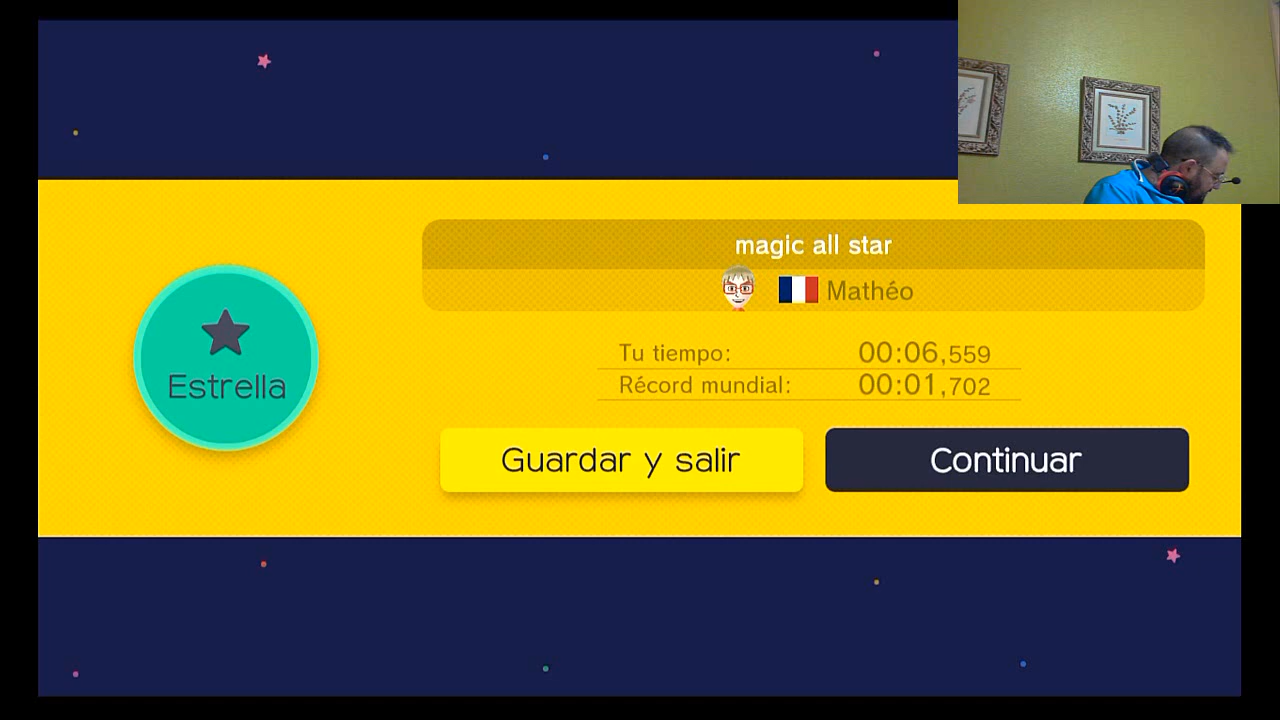 magic all star
Mathéo
Estrella
Tu tiempo: 00:06,559
Récord mundial: 00:01,702
Guardar y salir
Continuar